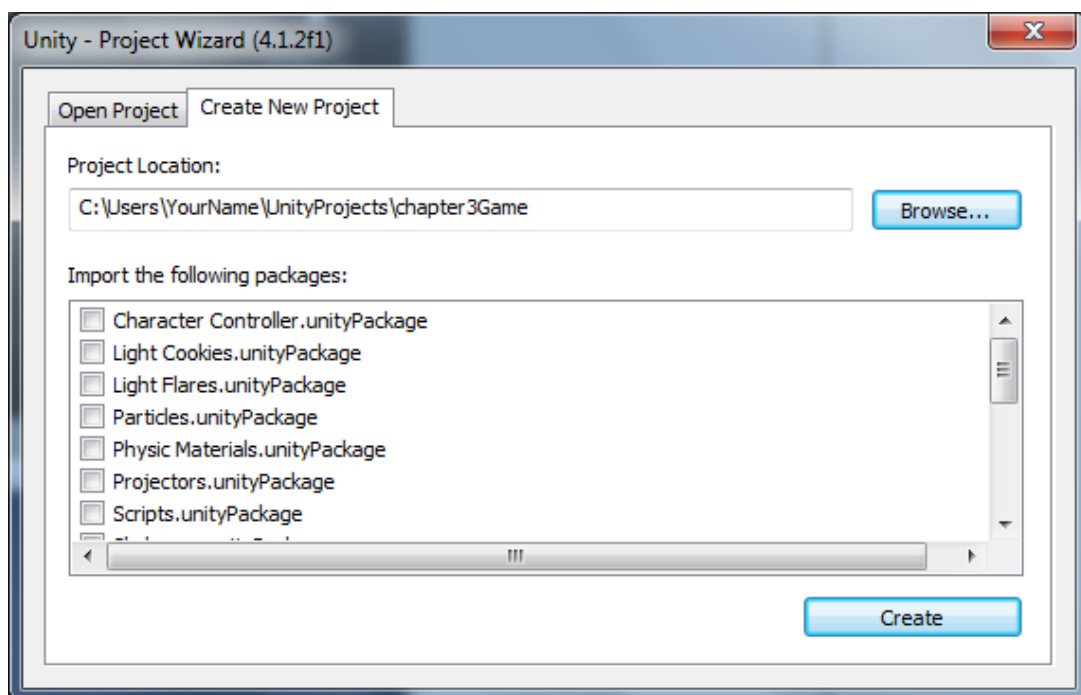 Unity - Project Wizard (4.1.2f1)
Open Project
Create New Project
Project Location:
C:\Users\YourName\UnityProjects\chapter3Game
Browse...
Import the following packages:
Character Controller.unityPackage
Light Cookies.unityPackage
Light Flares.unityPackage
Particles.unityPackage
Physic Materials.unityPackage
Projectors.unityPackage
Scripts.unityPackage
Create